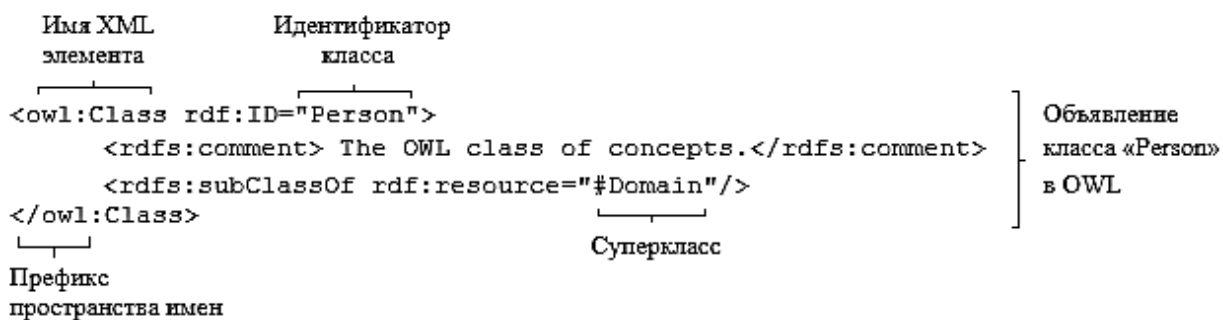 Имя XML
элемента
Идентификатор
класса
<owl:Class rdf:ID="Person">
<rdfs:comment> The OWL class of concepts.</rdfs:comment>
<rdfs:subClassOf rdf:resource="#Domain"/>
</owl:Class>
Объявление
класса «Person»
в OWL
Суперкласс
Префикс
пространства имен